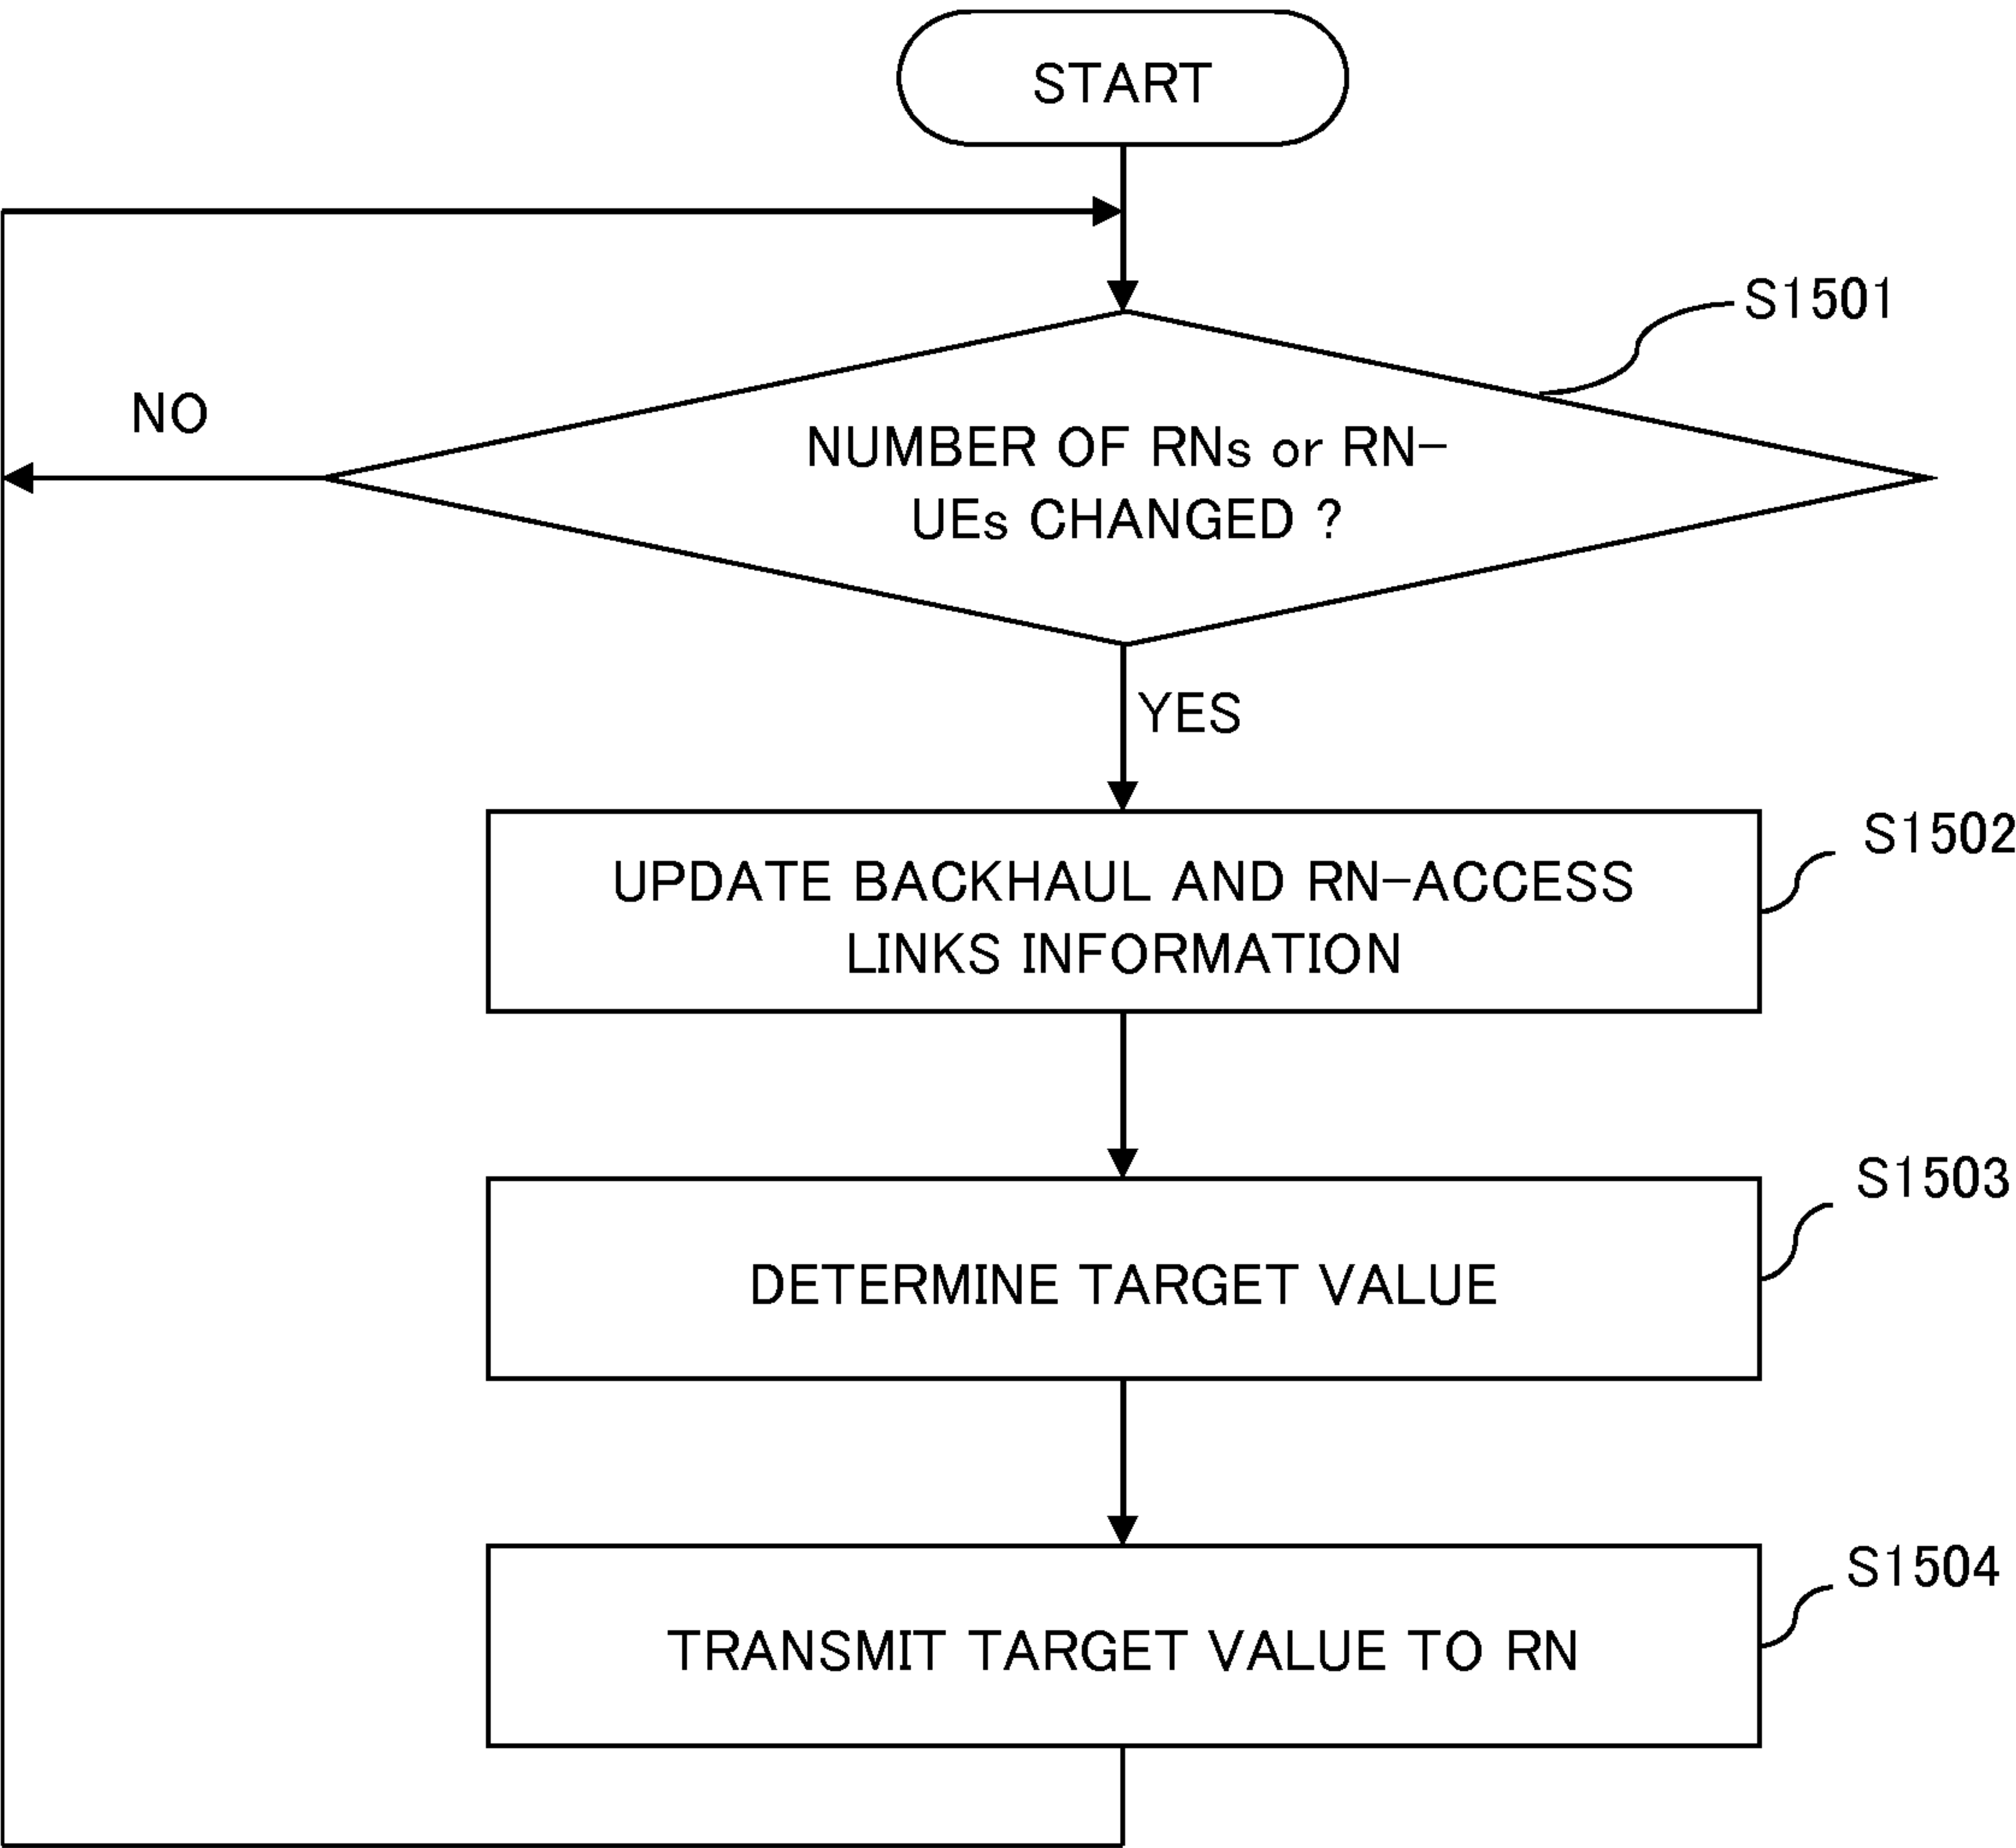 START
S1501
NO
NUMBER OF RNs or RN-
UEs CHANGED ?
YES
S1502
UPDATE BACKHAUL AND RN-ACCESS
LINKS INFORMATION
S1503
DETERMINE TARGET VALUE
S1504
TRANSMIT TARGET VALUE TO RN